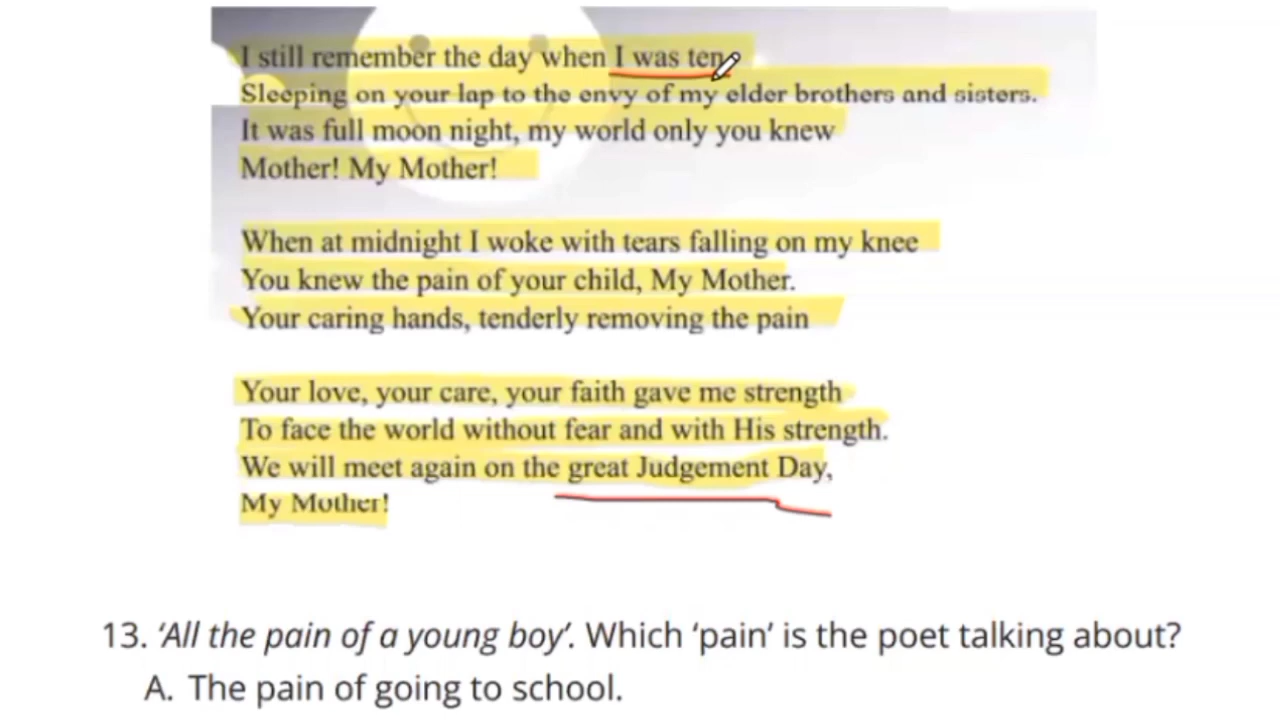 I still remember the day when I was ten,
Sleeping on your lap to the envy of my elder brothers and sisters.
It was full moon night, my world only you knew
Mother! My Mother!
When at midnight I woke with tears falling on my knee
You knew the pain of your child, My Mother.
Your caring hands, tenderly removing the pain
Your love, your care, your faith gave me strength
To face the world without fear and with His strength.
We will meet again on the great Judgement Day,
My Mother!
13. ‘All the pain of a young boy’. Which ‘pain’ is the poet talking about?
A. The pain of going to school.